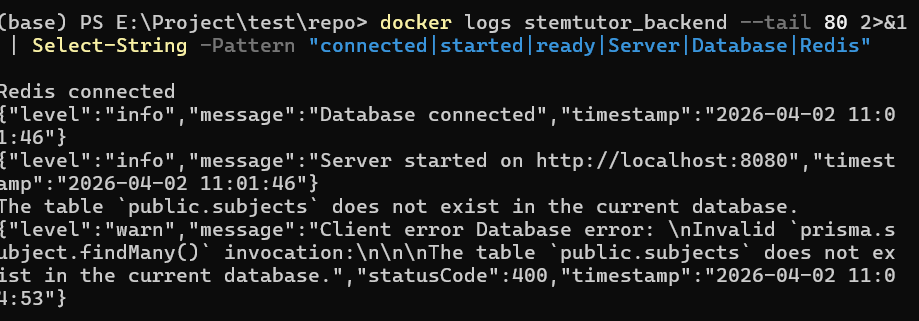 (base) PS E:\Project\test\repo> docker logs stemtutor_backend --tail 80 2>&1
 | Select-String -Pattern "connected|started|ready|Server|Database|Redis"
Redis connected
{"level":"info","message":"Database connected","timestamp":"2026-04-02 11:0
1:46"}
{"level":"info","message":"Server started on http://localhost:8080","timest
amp":"2026-04-02 11:01:46"}
The table `public.subjects` does not exist in the current database.
{"level":"warn","message":"Client error Database error: \nInvalid `prisma.s
ubject.findMany()` invocation:\n\n\nThe table `public.subjects` does not ex
ist in the current database.","statusCode":400,"timestamp":"2026-04-02 11:0
4:53"}